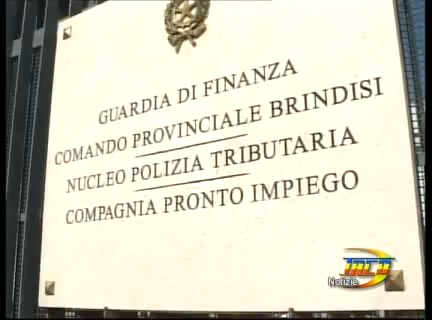 GUARDIA DI FINANZA
COMANDO PROVINCIALE BRINDISI
NUCLEO POLIZIA TRIBUTARIA
COMPAGNIA PRONTO IMPIEGO
Notizie